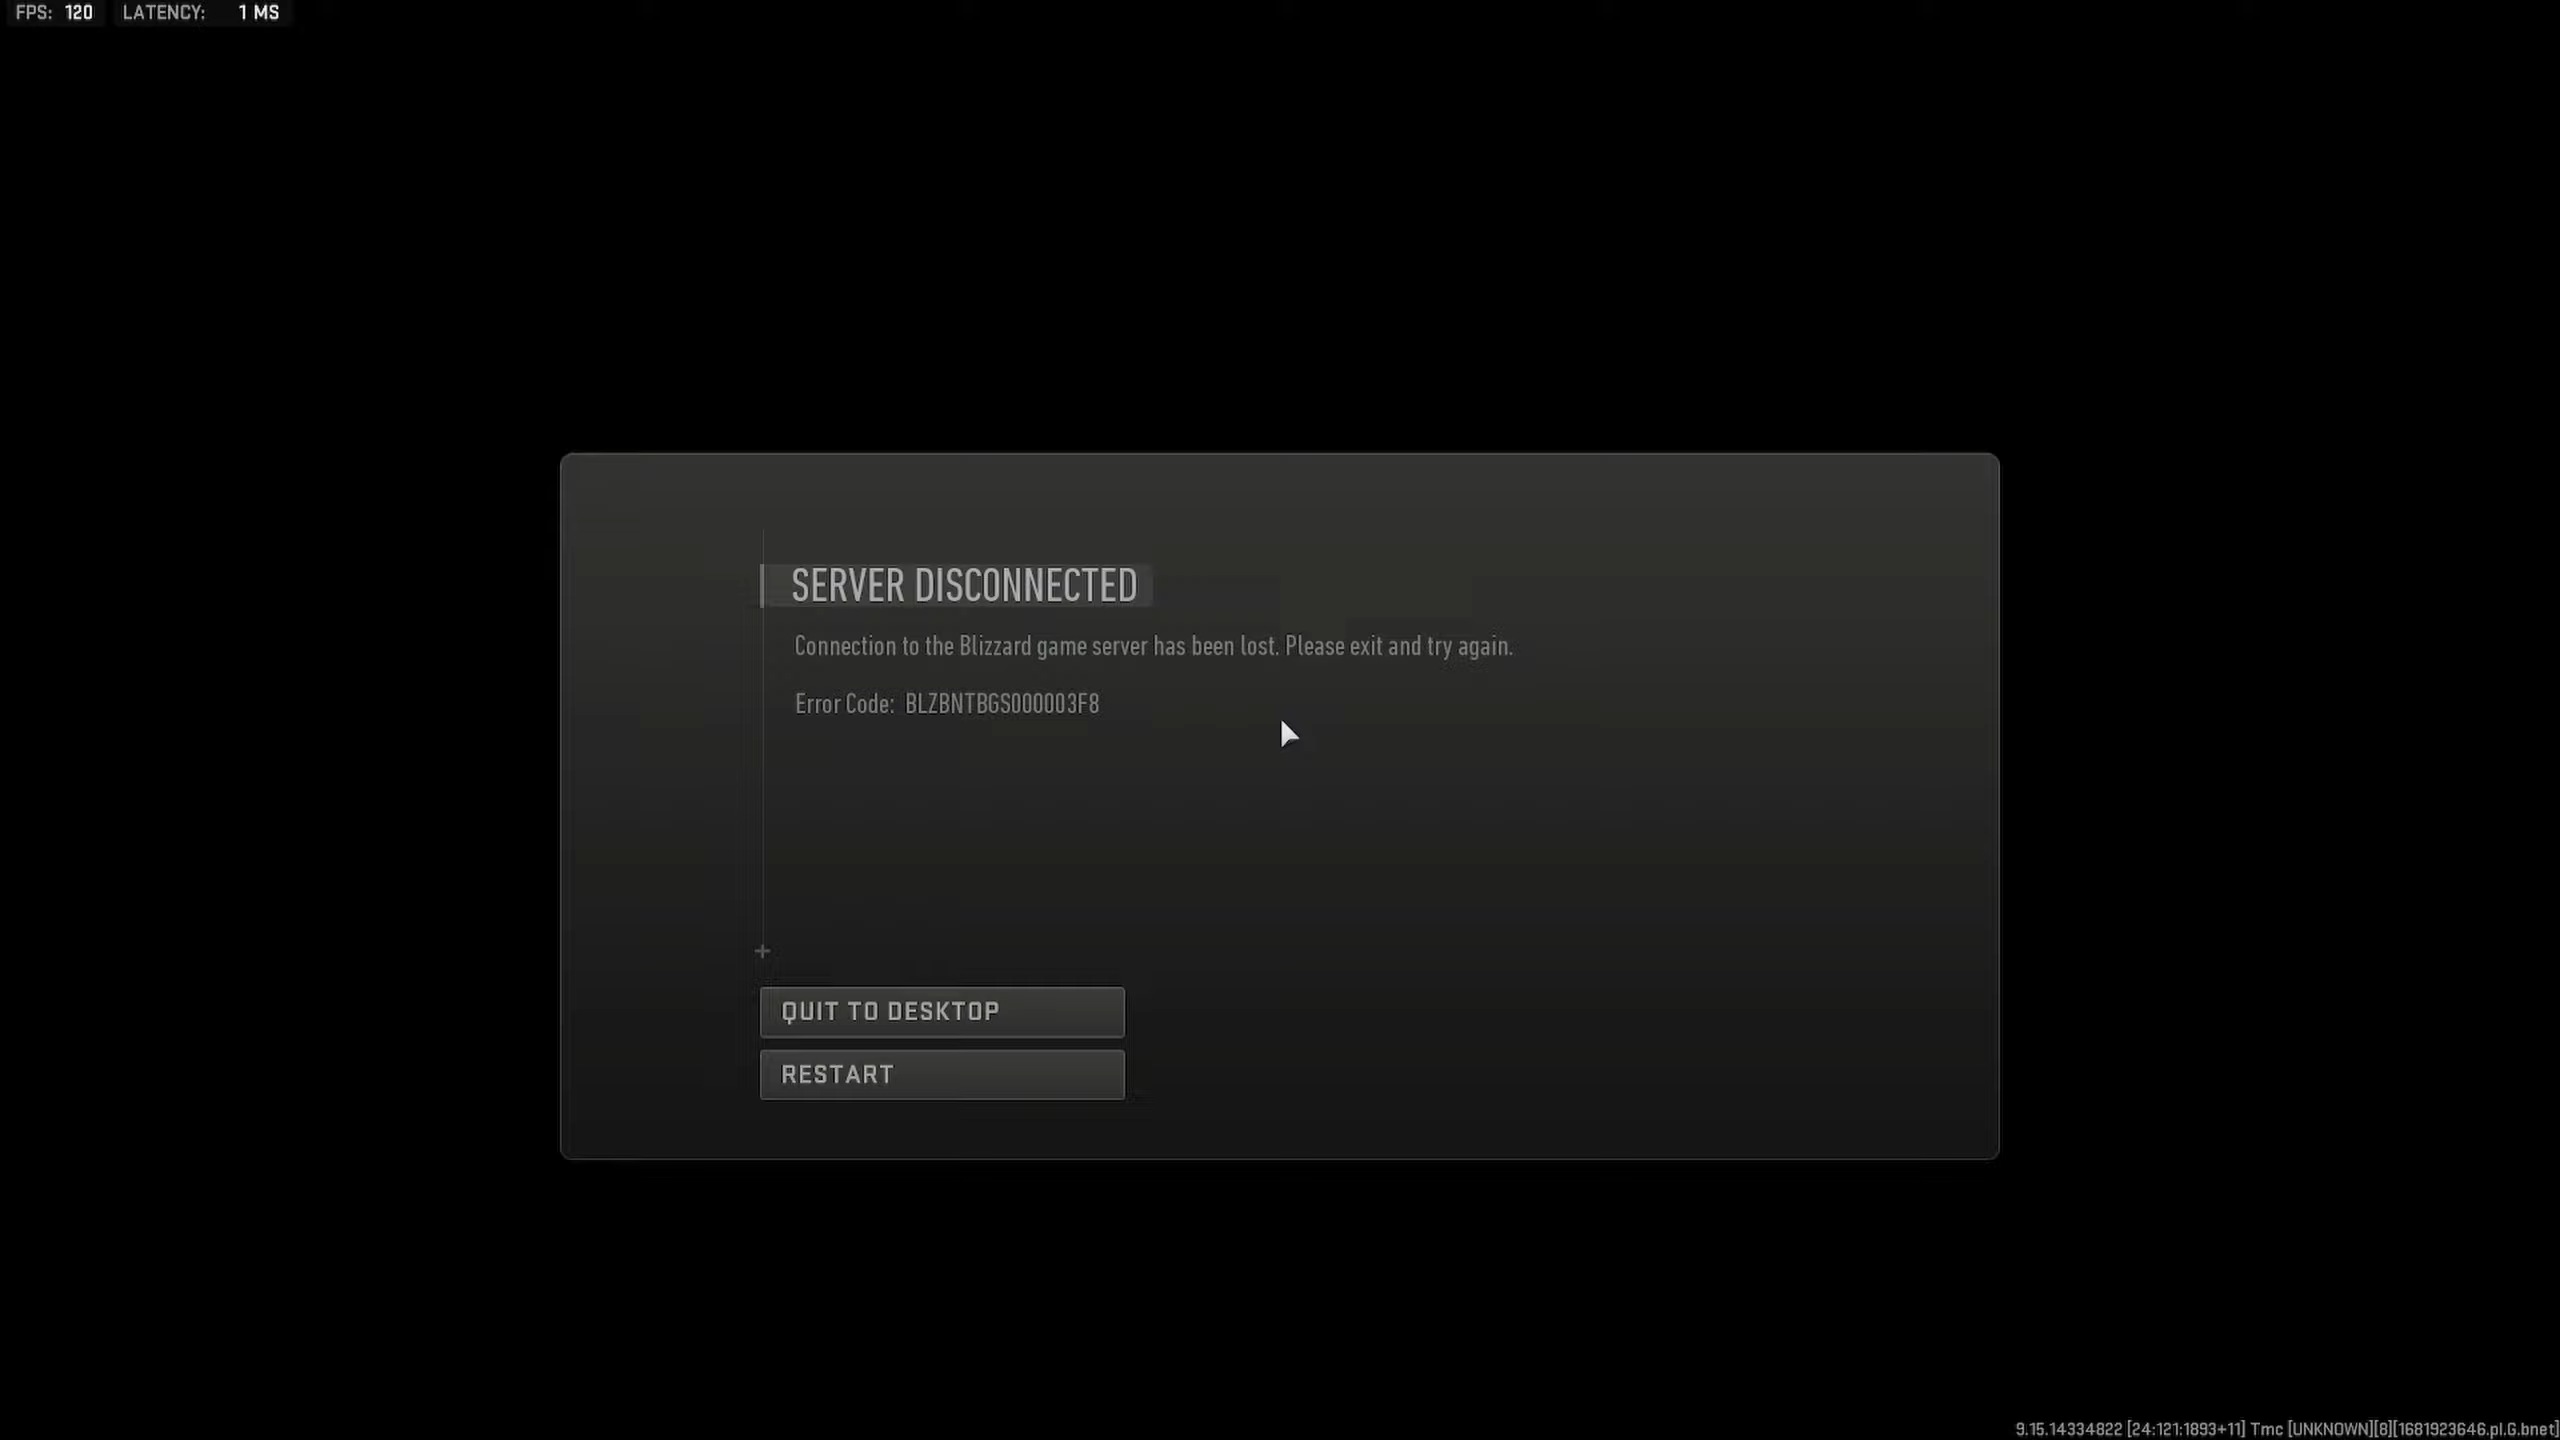 FPS: 120 LATENCY: 1 MS
SERVER DISCONNECTED
Connection to the Blizzard game server has been lost. Please exit and try again.
Error Code: BLZBNTBGS000003F8
QUIT TO DESKTOP
RESTART
9.15.14334822 [24:121:1893+11] Tmc [UNKNOWN][8][1681923646.pl.G.bnet]